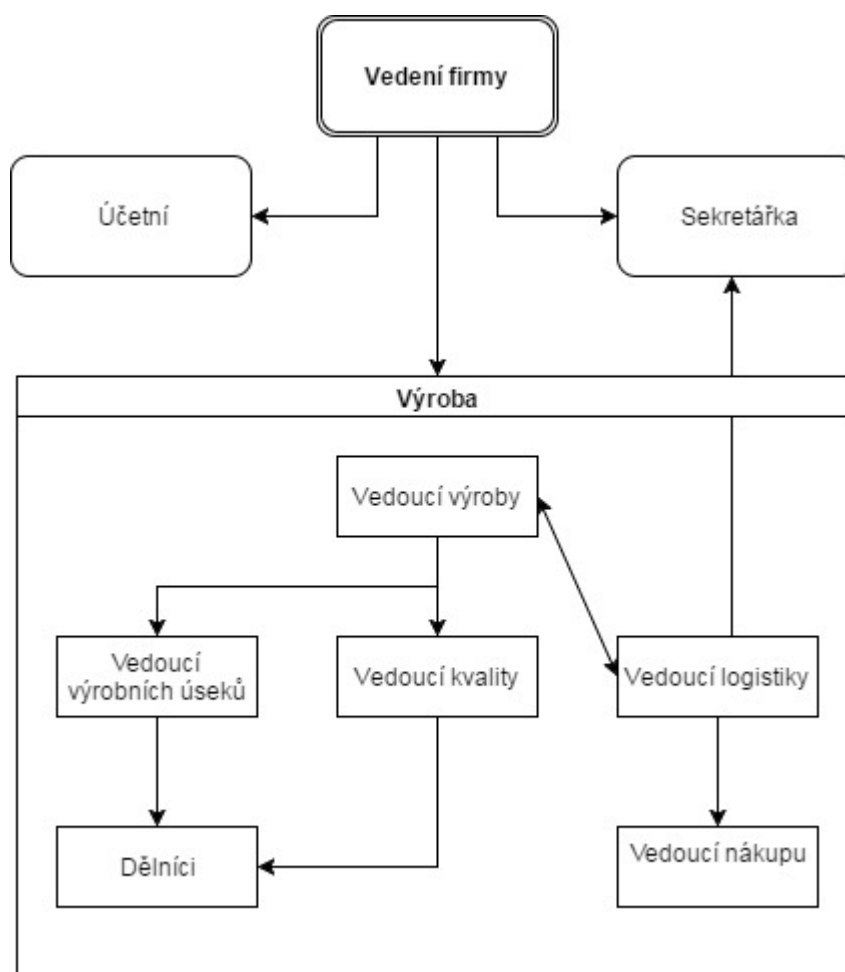 Vedení firmy
Účetní
Sekretářka
Výroba
Vedoucí výroby
Vedoucí
výrobních úseků
Vedoucí kvality
Vedoucí logistiky
Dělníci
Vedoucí nákupu